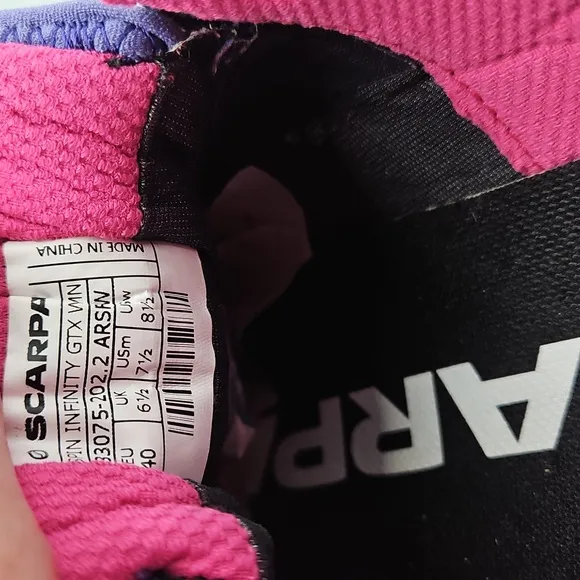 SCARPA
SPIN INFINITY GTX WMN
33075-202.2 ARSFW
EU UK USm USw
40 6½ 7½ 8½
MADE IN CHINA
ARPA